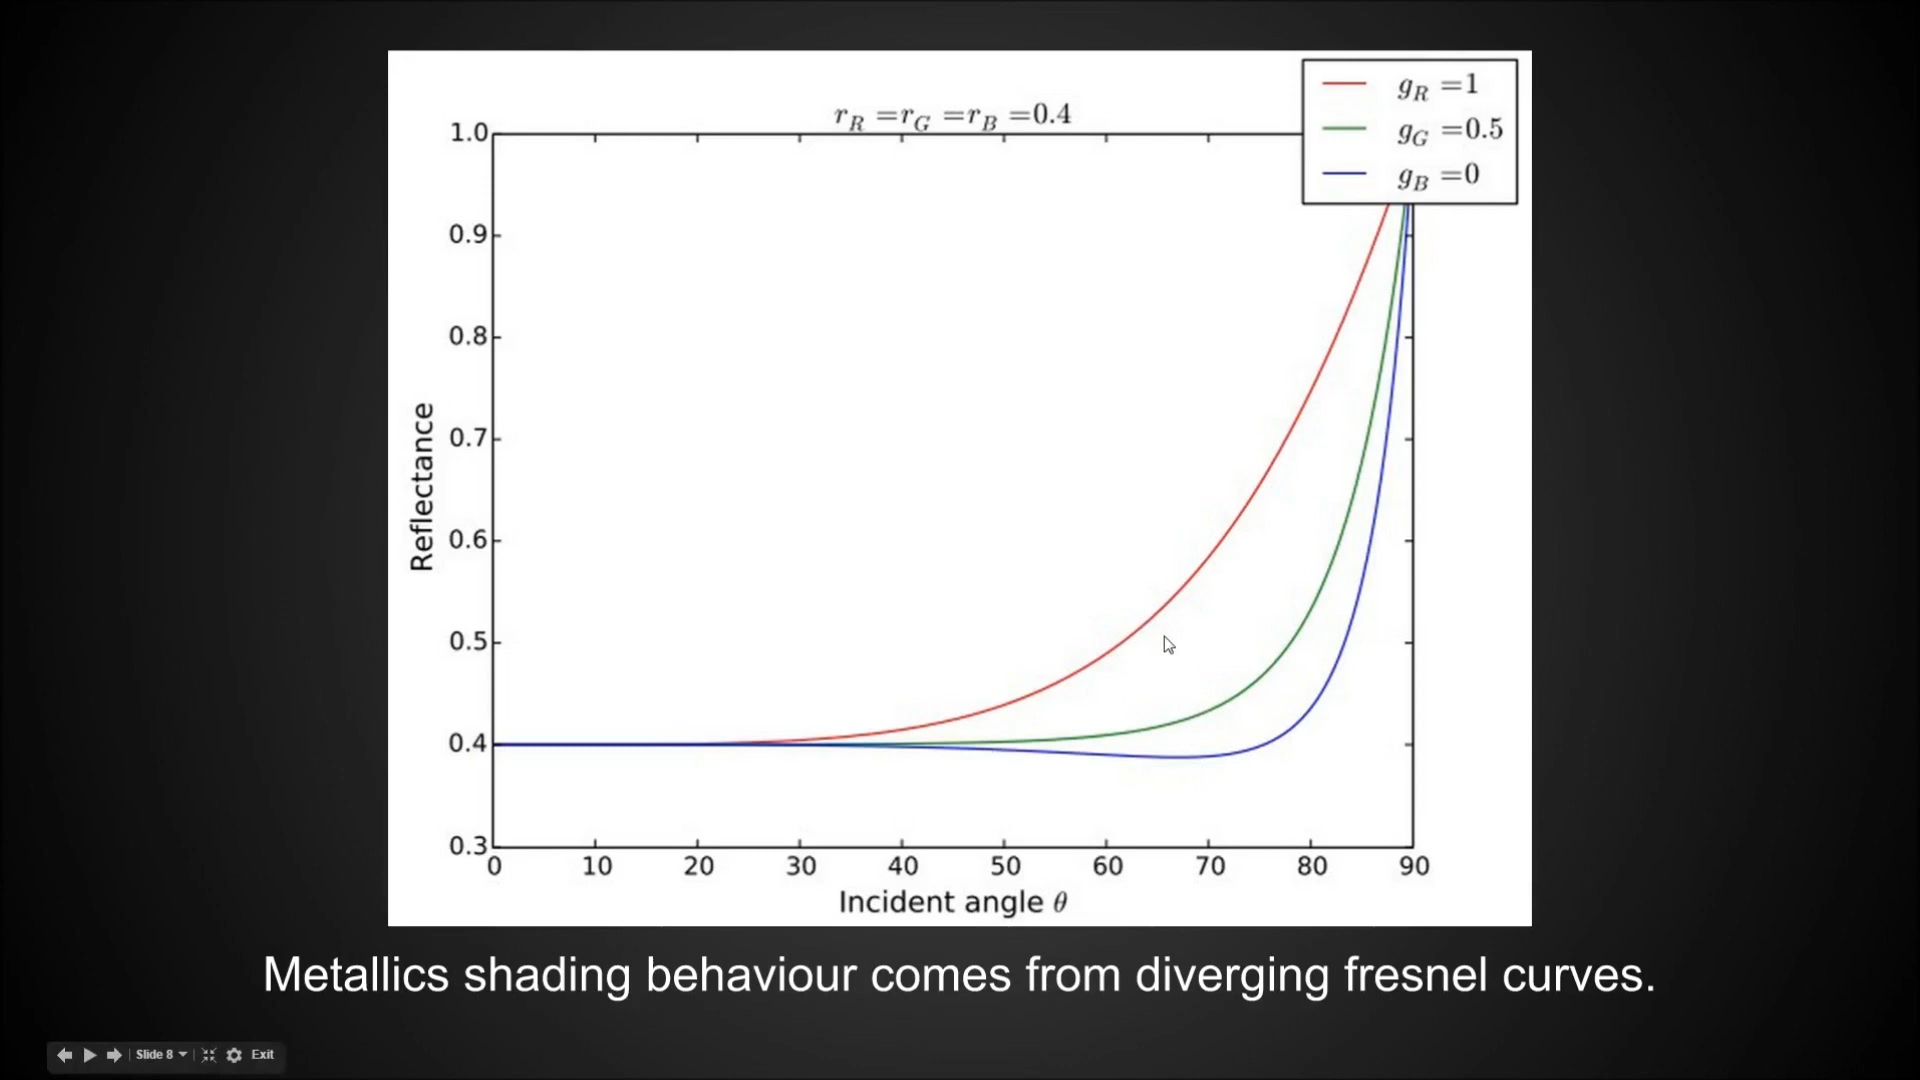 r_R =r_G =r_B =0.4
g_R =1
g_G =0.5
g_B =0
1.0
0.9
0.8
0.7
0.6
0.5
0.4
0.3
Reflectance
0 10 20 30 40 50 60 70 80 90
Incident angle θ
Metallics shading behaviour comes from diverging fresnel curves.
Slide 8 Exit